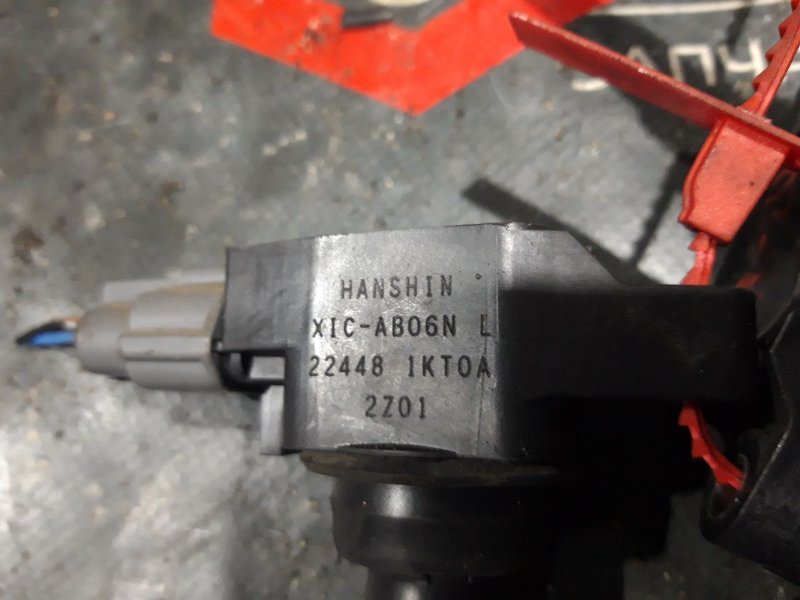 HANSHIN
XIC-AB06N L
22448 1KT0A
2Z01